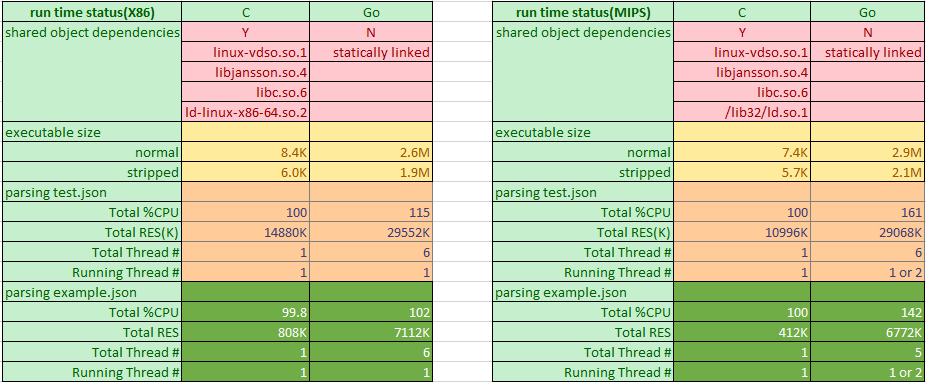 run time status(X86) C Go
shared object dependencies Y N
linux-vdso.so.1 statically linked
libjansson.so.4
libc.so.6
ld-linux-x86-64.so.2
executable size
normal 8.4K 2.6M
stripped 6.0K 1.9M
parsing test.json
Total %CPU 100 115
Total RES(K) 14880K 29552K
Total Thread # 1 6
Running Thread # 1 1
parsing example.json
Total %CPU 99.8 102
Total RES 808K 7112K
Total Thread # 1 6
Running Thread # 1 1
run time status(MIPS) C Go
shared object dependencies Y N
linux-vdso.so.1 statically linked
libjansson.so.4
libc.so.6
/lib32/ld.so.1
executable size
normal 7.4K 2.9M
stripped 5.7K 2.1M
parsing test.json
Total %CPU 100 161
Total RES(K) 10996K 29068K
Total Thread # 1 6
Running Thread # 1 1 or 2
parsing example.json
Total %CPU 100 142
Total RES 412K 6772K
Total Thread # 1 5
Running Thread # 1 1 or 2